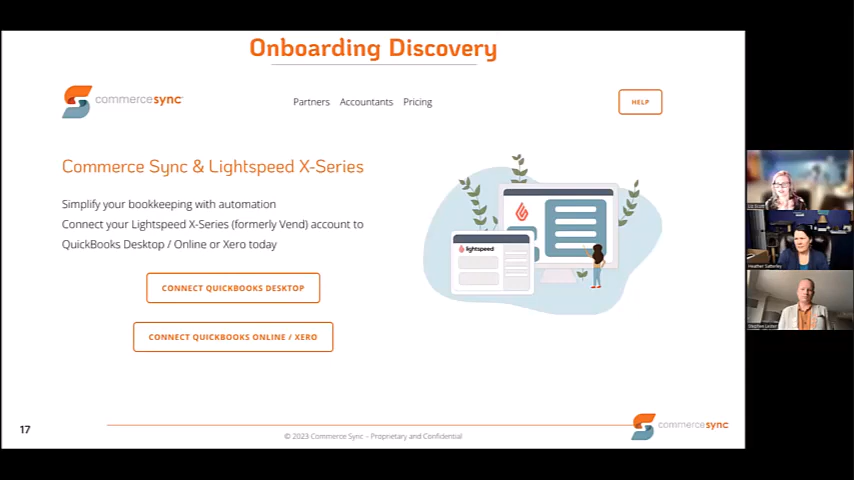 Onboarding Discovery
commercesync
Partners Accountants Pricing
HELP
Commerce Sync & Lightspeed X-Series
Simplify your bookkeeping with automation
Connect your Lightspeed X-Series (formerly Vend) account to
QuickBooks Desktop / Online or Xero today
lightspeed
CONNECT QUICKBOOKS DESKTOP
CONNECT QUICKBOOKS ONLINE / XERO
17
© 2023 Commerce Sync – Proprietary and Confidential
commercesync
Heather Satterley